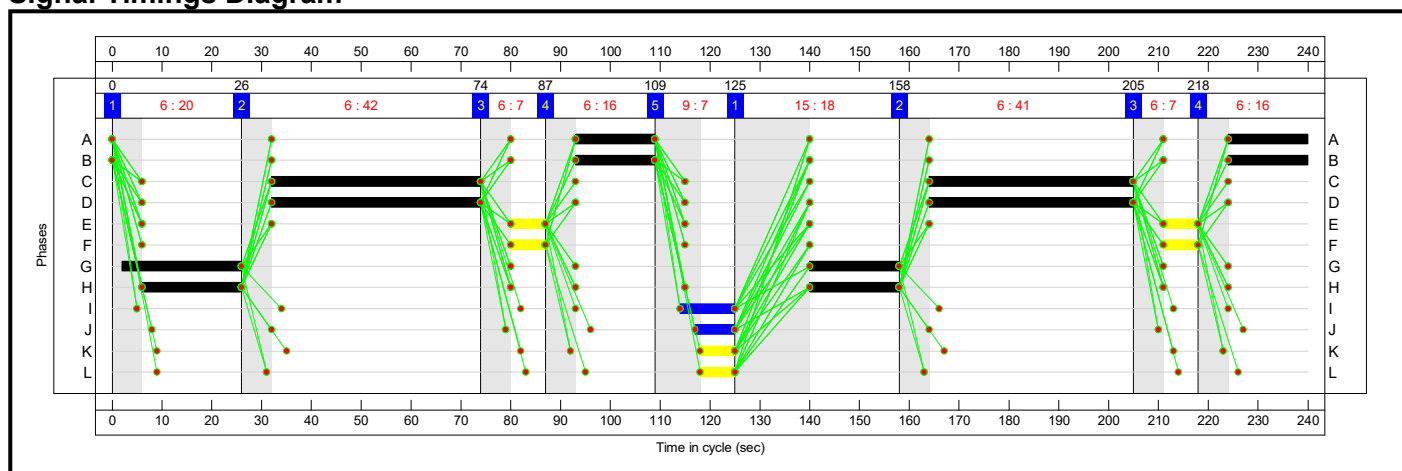 Signal Timings Diagram
0 10 20 30 40 50 60 70 80 90 100 110 120 130 140 150 160 170 180 190 200 210 220 230 240
0 26 74 87 109 125 158 205 218
1 6 : 20 2 6 : 42 3 6 : 7 4 6 : 16 5 9 : 7 1 15 : 18 2 6 : 41 3 6 : 7 4 6 : 16
A A
B B
C C
D D
E E
F F
G G
H H
I I
J J
K K
L L
Phases
0 10 20 30 40 50 60 70 80 90 100 110 120 130 140 150 160 170 180 190 200 210 220 230 240
Time in cycle (sec)